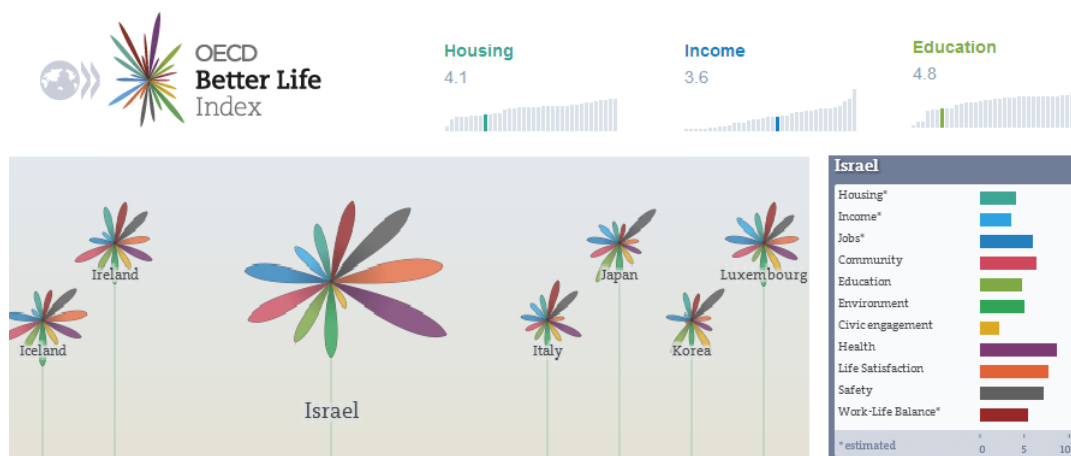 OECD
Better Life
Index
Housing
4.1
Income
3.6
Education
4.8
Ireland
Iceland
Israel
Japan
Luxembourg
Italy
Korea
Israel
Housing*
Income*
Jobs*
Community
Education
Environment
Civic engagement
Health
Life Satisfaction
Safety
Work-Life Balance*
*estimated
0 5 10